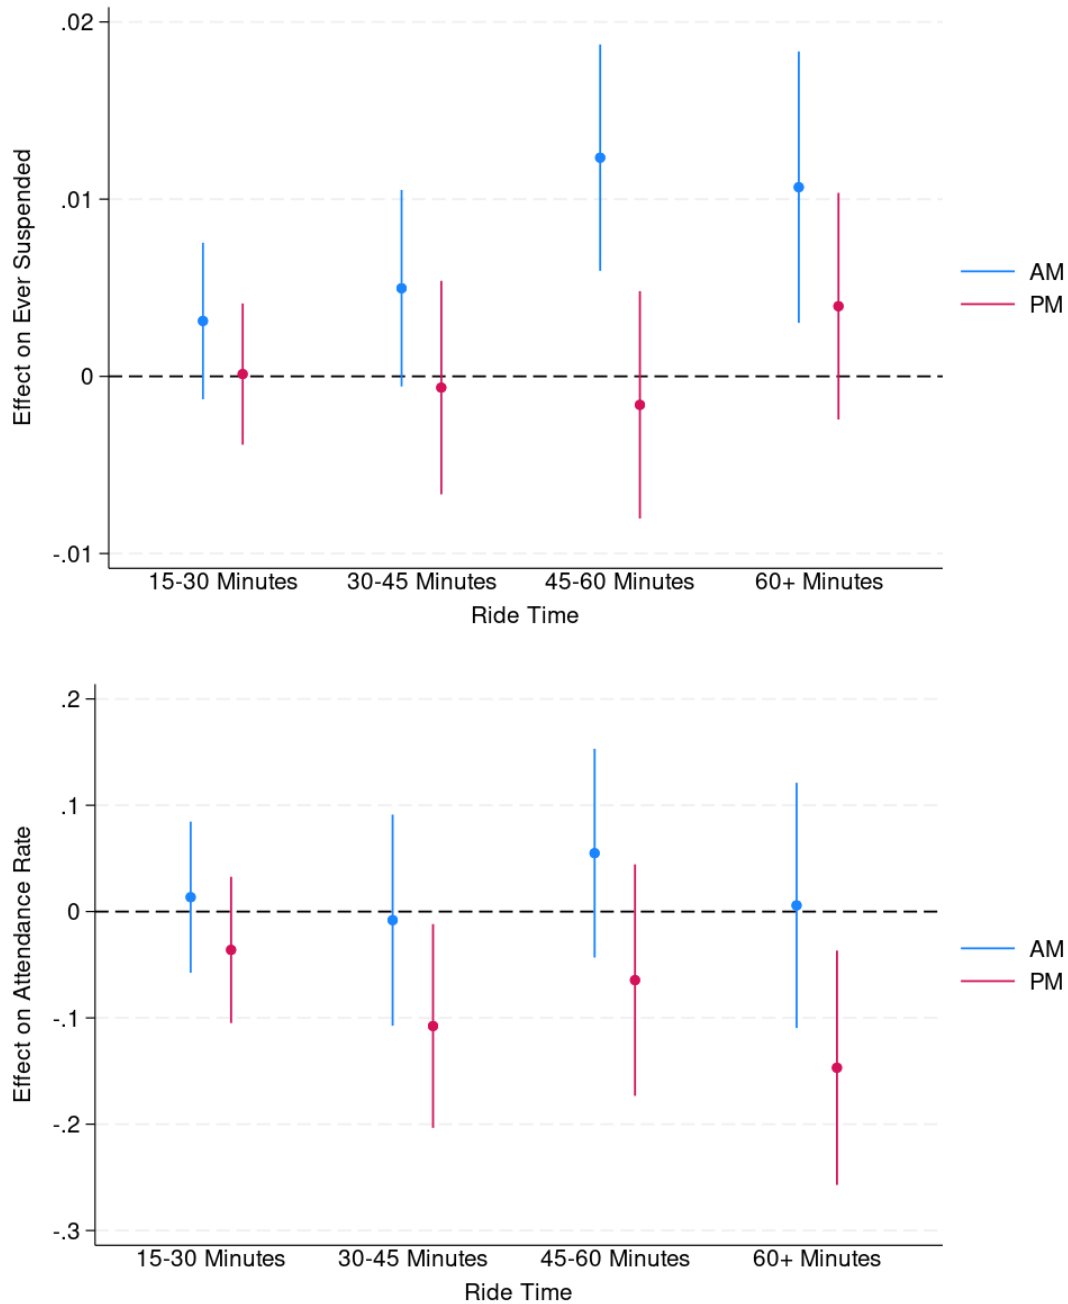 Effect on Ever Suspended
.02
.01
0
-.01
15-30 Minutes 30-45 Minutes 45-60 Minutes 60+ Minutes
Ride Time
AM
PM
Effect on Attendance Rate
.2
.1
0
-.1
-.2
-.3
15-30 Minutes 30-45 Minutes 45-60 Minutes 60+ Minutes
Ride Time
AM
PM